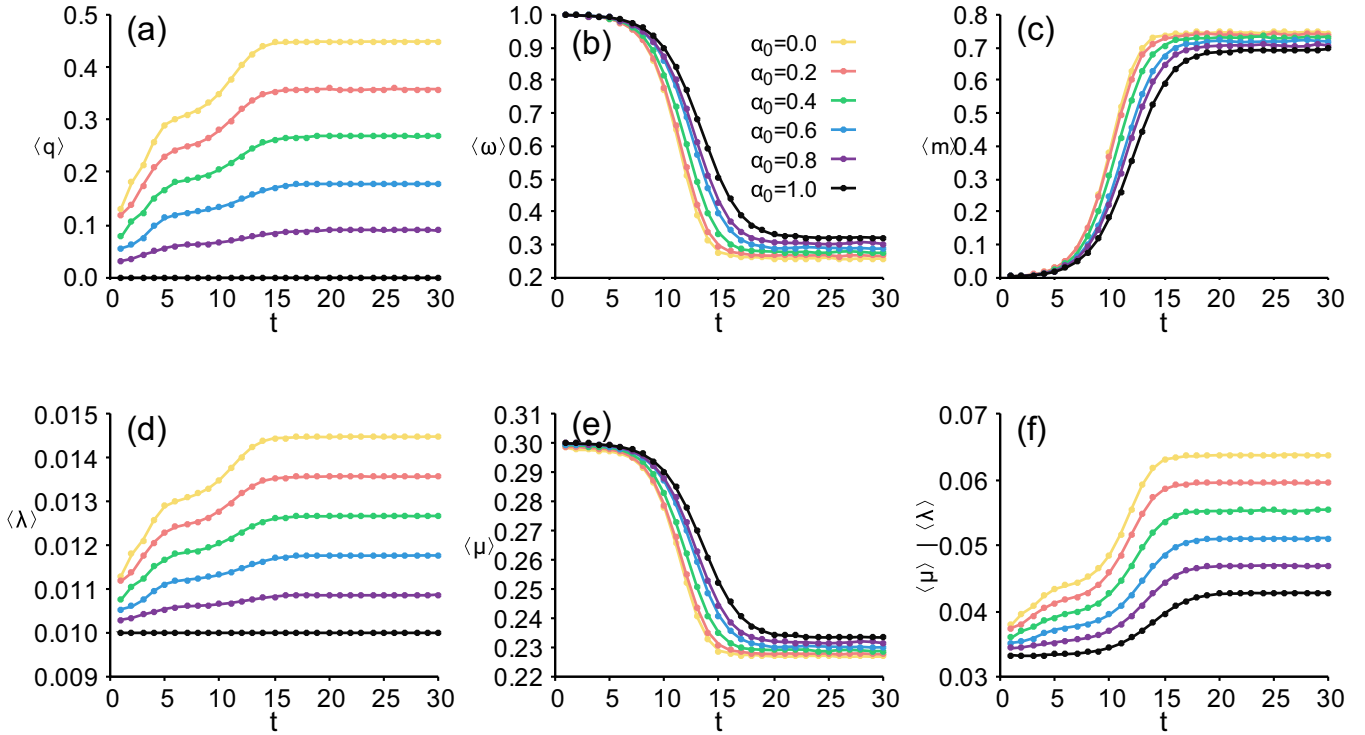 (a)
0.5
0.4
0.3
0.2
0.1
0.0
⟨q⟩
0 5 10 15 20 25 30
t
(b)
1.0
0.9
0.8
0.7
0.6
0.5
0.4
0.3
0.2
⟨ω⟩
α₀=0.0
α₀=0.2
α₀=0.4
α₀=0.6
α₀=0.8
α₀=1.0
0 5 10 15 20 25 30
t
(c)
0.8
0.7
0.6
0.5
0.4
0.3
0.2
0.1
0.0
⟨m⟩
0 5 10 15 20 25 30
t
(d)
0.015
0.014
0.013
0.012
0.011
0.010
0.009
⟨λ⟩
0 5 10 15 20 25 30
t
(e)
0.31
0.30
0.29
0.28
0.27
0.26
0.25
0.24
0.23
0.22
⟨μ⟩
0 5 10 15 20 25 30
t
(f)
0.07
0.06
0.05
0.04
0.03
⟨μ⟩ | ⟨λ⟩
0 5 10 15 20 25 30
t